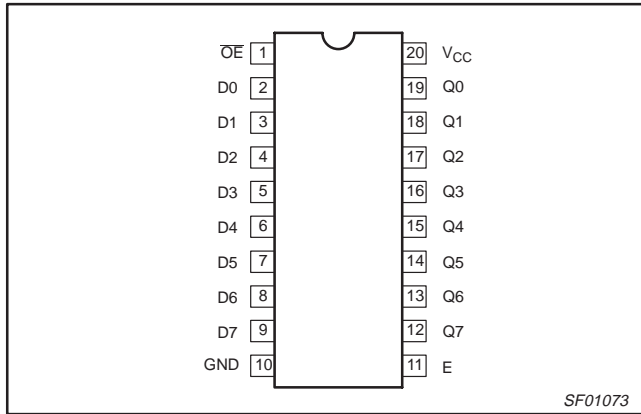 OE 1 20 VCC
D0 2 19 Q0
D1 3 18 Q1
D2 4 17 Q2
D3 5 16 Q3
D4 6 15 Q4
D5 7 14 Q5
D6 8 13 Q6
D7 9 12 Q7
GND 10 11 E
SF01073